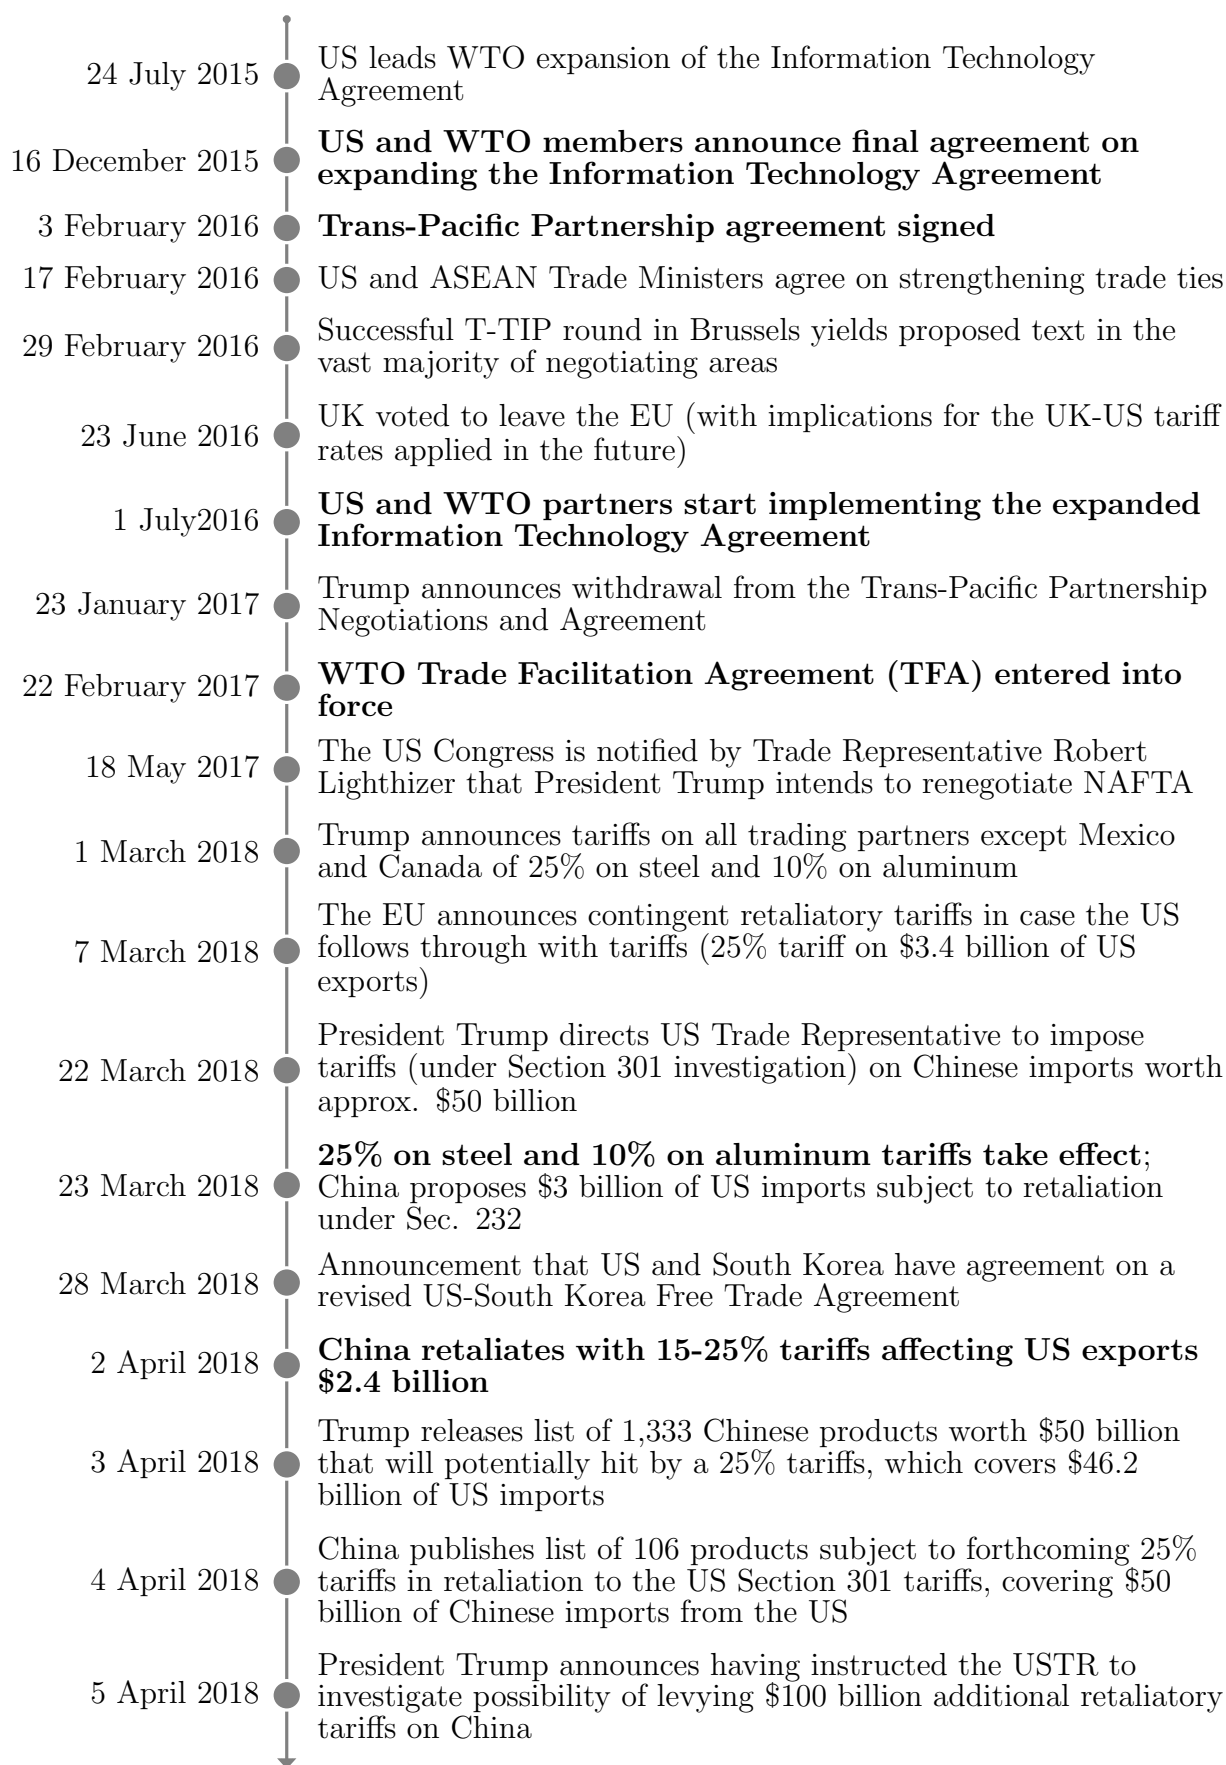 24 July 2015
US leads WTO expansion of the Information Technology
Agreement
16 December 2015
US and WTO members announce final agreement on
expanding the Information Technology Agreement
3 February 2016
Trans-Pacific Partnership agreement signed
17 February 2016
US and ASEAN Trade Ministers agree on strengthening trade ties
29 February 2016
Successful T-TIP round in Brussels yields proposed text in the
vast majority of negotiating areas
23 June 2016
UK voted to leave the EU (with implications for the UK-US tariff
rates applied in the future)
1 July2016
US and WTO partners start implementing the expanded
Information Technology Agreement
23 January 2017
Trump announces withdrawal from the Trans-Pacific Partnership
Negotiations and Agreement
22 February 2017
WTO Trade Facilitation Agreement (TFA) entered into
force
18 May 2017
The US Congress is notified by Trade Representative Robert
Lighthizer that President Trump intends to renegotiate NAFTA
1 March 2018
Trump announces tariffs on all trading partners except Mexico
and Canada of 25% on steel and 10% on aluminum
7 March 2018
The EU announces contingent retaliatory tariffs in case the US
follows through with tariffs (25% tariff on $3.4 billion of US
exports)
22 March 2018
President Trump directs US Trade Representative to impose
tariffs (under Section 301 investigation) on Chinese imports worth
approx. $50 billion
23 March 2018
25% on steel and 10% on aluminum tariffs take effect;
China proposes $3 billion of US imports subject to retaliation
under Sec. 232
28 March 2018
Announcement that US and South Korea have agreement on a
revised US-South Korea Free Trade Agreement
2 April 2018
China retaliates with 15-25% tariffs affecting US exports
$2.4 billion
3 April 2018
Trump releases list of 1,333 Chinese products worth $50 billion
that will potentially hit by a 25% tariffs, which covers $46.2
billion of US imports
4 April 2018
China publishes list of 106 products subject to forthcoming 25%
tariffs in retaliation to the US Section 301 tariffs, covering $50
billion of Chinese imports from the US
5 April 2018
President Trump announces having instructed the USTR to
investigate possibility of levying $100 billion additional retaliatory
tariffs on China